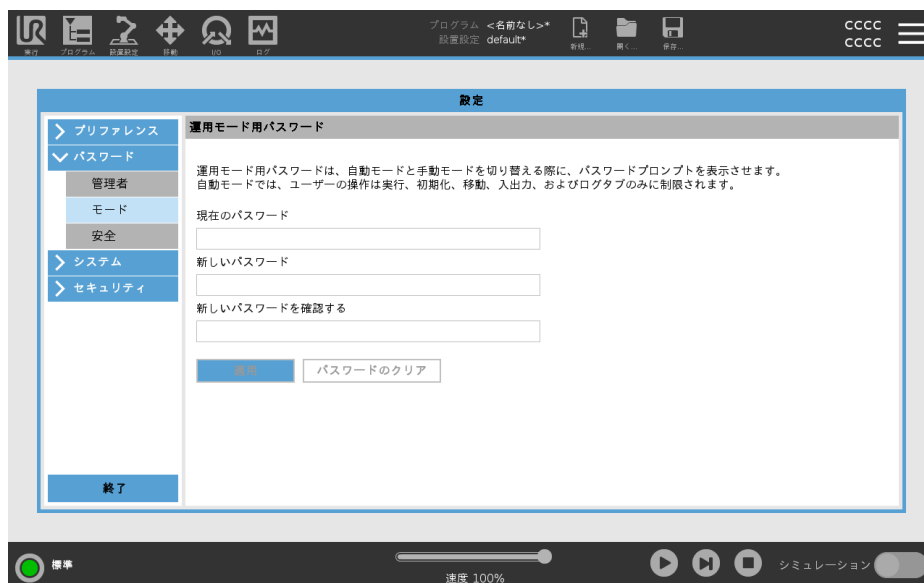 プログラム <名前なし>*
設置設定 default*
実行
プログラム
設置設定
移動
I/O
ログ
新規...
開く...
保存...
CCCC
CCCC
設定
プリファレンス
パスワード
管理者
モード
安全
システム
セキュリティ
終了
運用モード用パスワード
運用モード用パスワードは、自動モードと手動モードを切り替える際に、パスワードプロンプトを表示させます。
自動モードでは、ユーザーの操作は実行、初期化、移動、入出力、およびログタブのみに制限されます。
現在のパスワード
新しいパスワード
新しいパスワードを確認する
適用
パスワードのクリア
標準
速度 100%
シミュレーション